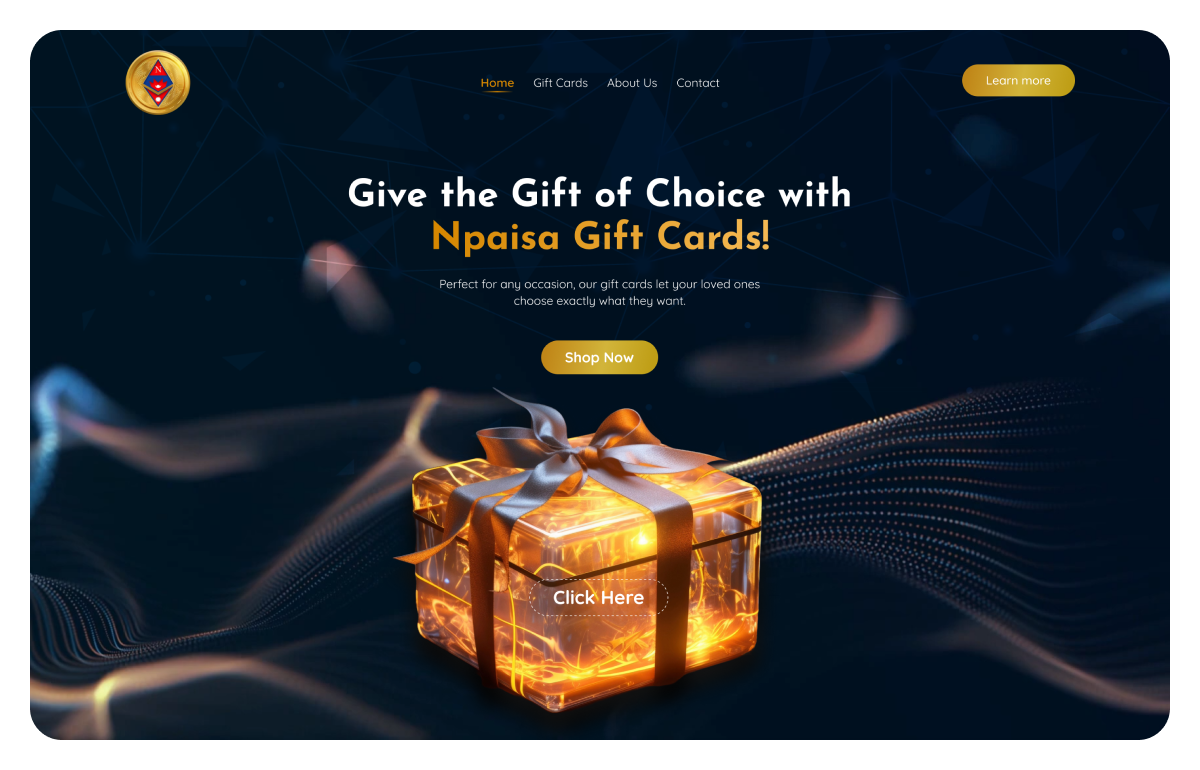 N
Home Gift Cards About Us Contact
Learn more
Give the Gift of Choice with
Npaisa Gift Cards!
Perfect for any occasion, our gift cards let your loved ones
choose exactly what they want.
Shop Now
Click Here